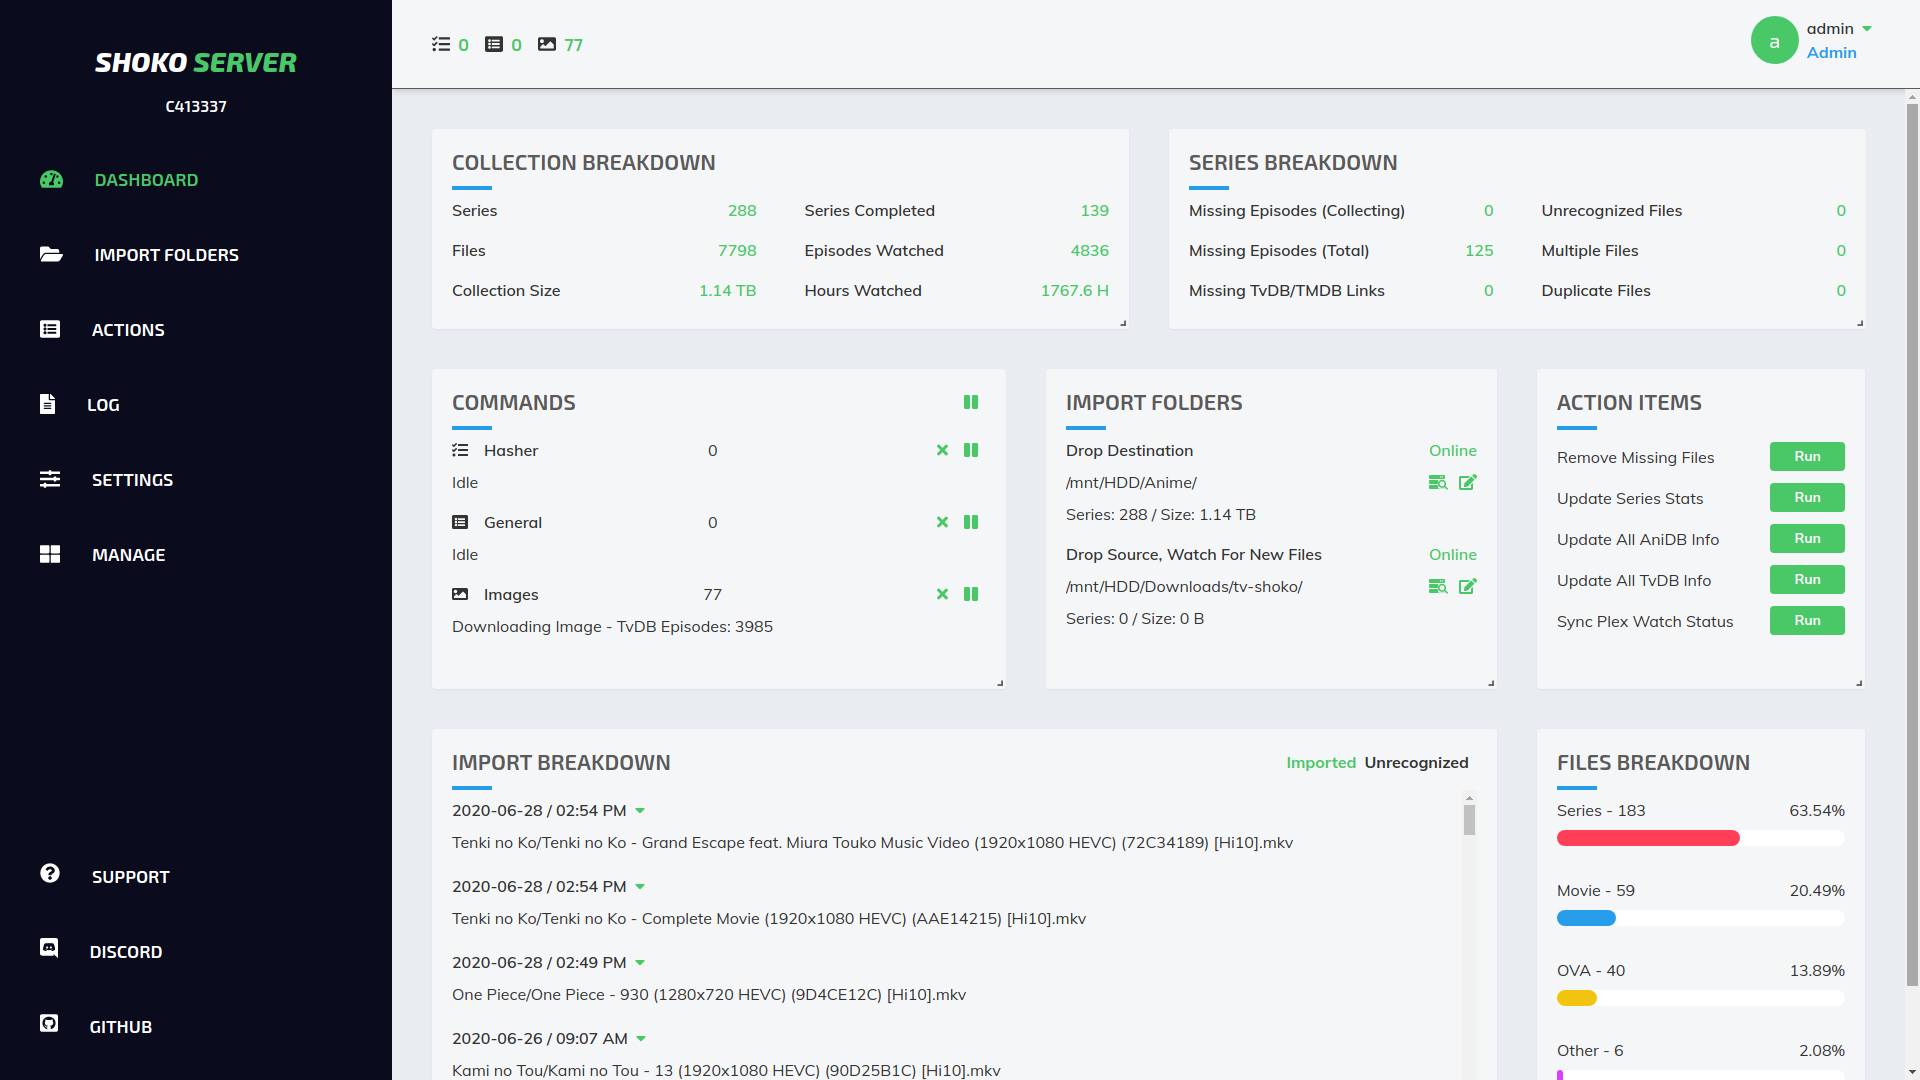 SHOKO SERVER
C413337
DASHBOARD
IMPORT FOLDERS
ACTIONS
LOG
SETTINGS
MANAGE
SUPPORT
DISCORD
GITHUB
0 0 77
a admin
Admin
COLLECTION BREAKDOWN
Series 288 Series Completed 139
Files 7798 Episodes Watched 4836
Collection Size 1.14 TB Hours Watched 1767.6 H
SERIES BREAKDOWN
Missing Episodes (Collecting) 0 Unrecognized Files 0
Missing Episodes (Total) 125 Multiple Files 0
Missing TvDB/TMDB Links 0 Duplicate Files 0
COMMANDS
Hasher 0
Idle
General 0
Idle
Images 77
Downloading Image - TvDB Episodes: 3985
IMPORT FOLDERS
Drop Destination Online
/mnt/HDD/Anime/
Series: 288 / Size: 1.14 TB
Drop Source, Watch For New Files Online
/mnt/HDD/Downloads/tv-shoko/
Series: 0 / Size: 0 B
ACTION ITEMS
Remove Missing Files Run
Update Series Stats Run
Update All AniDB Info Run
Update All TvDB Info Run
Sync Plex Watch Status Run
IMPORT BREAKDOWN Imported Unrecognized
2020-06-28 / 02:54 PM
Tenki no Ko/Tenki no Ko - Grand Escape feat. Miura Touko Music Video (1920x1080 HEVC) (72C34189) [Hi10].mkv
2020-06-28 / 02:54 PM
Tenki no Ko/Tenki no Ko - Complete Movie (1920x1080 HEVC) (AAE14215) [Hi10].mkv
2020-06-28 / 02:49 PM
One Piece/One Piece - 930 (1280x720 HEVC) (9D4CE12C) [Hi10].mkv
2020-06-26 / 09:07 AM
Kami no Tou/Kami no Tou - 13 (1920x1080 HEVC) (90D25B1C) [Hi10].mkv
FILES BREAKDOWN
Series - 183 63.54%
Movie - 59 20.49%
OVA - 40 13.89%
Other - 6 2.08%